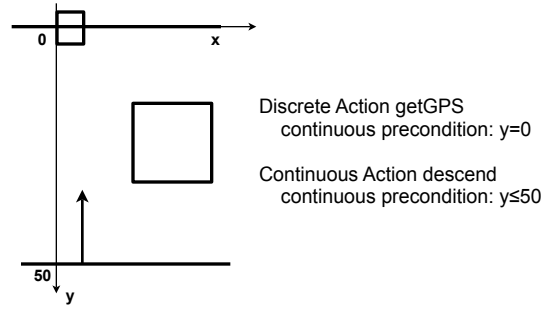 0
x
Discrete Action getGPS
continuous precondition: y=0
Continuous Action descend
continuous precondition: y≤50
50
y